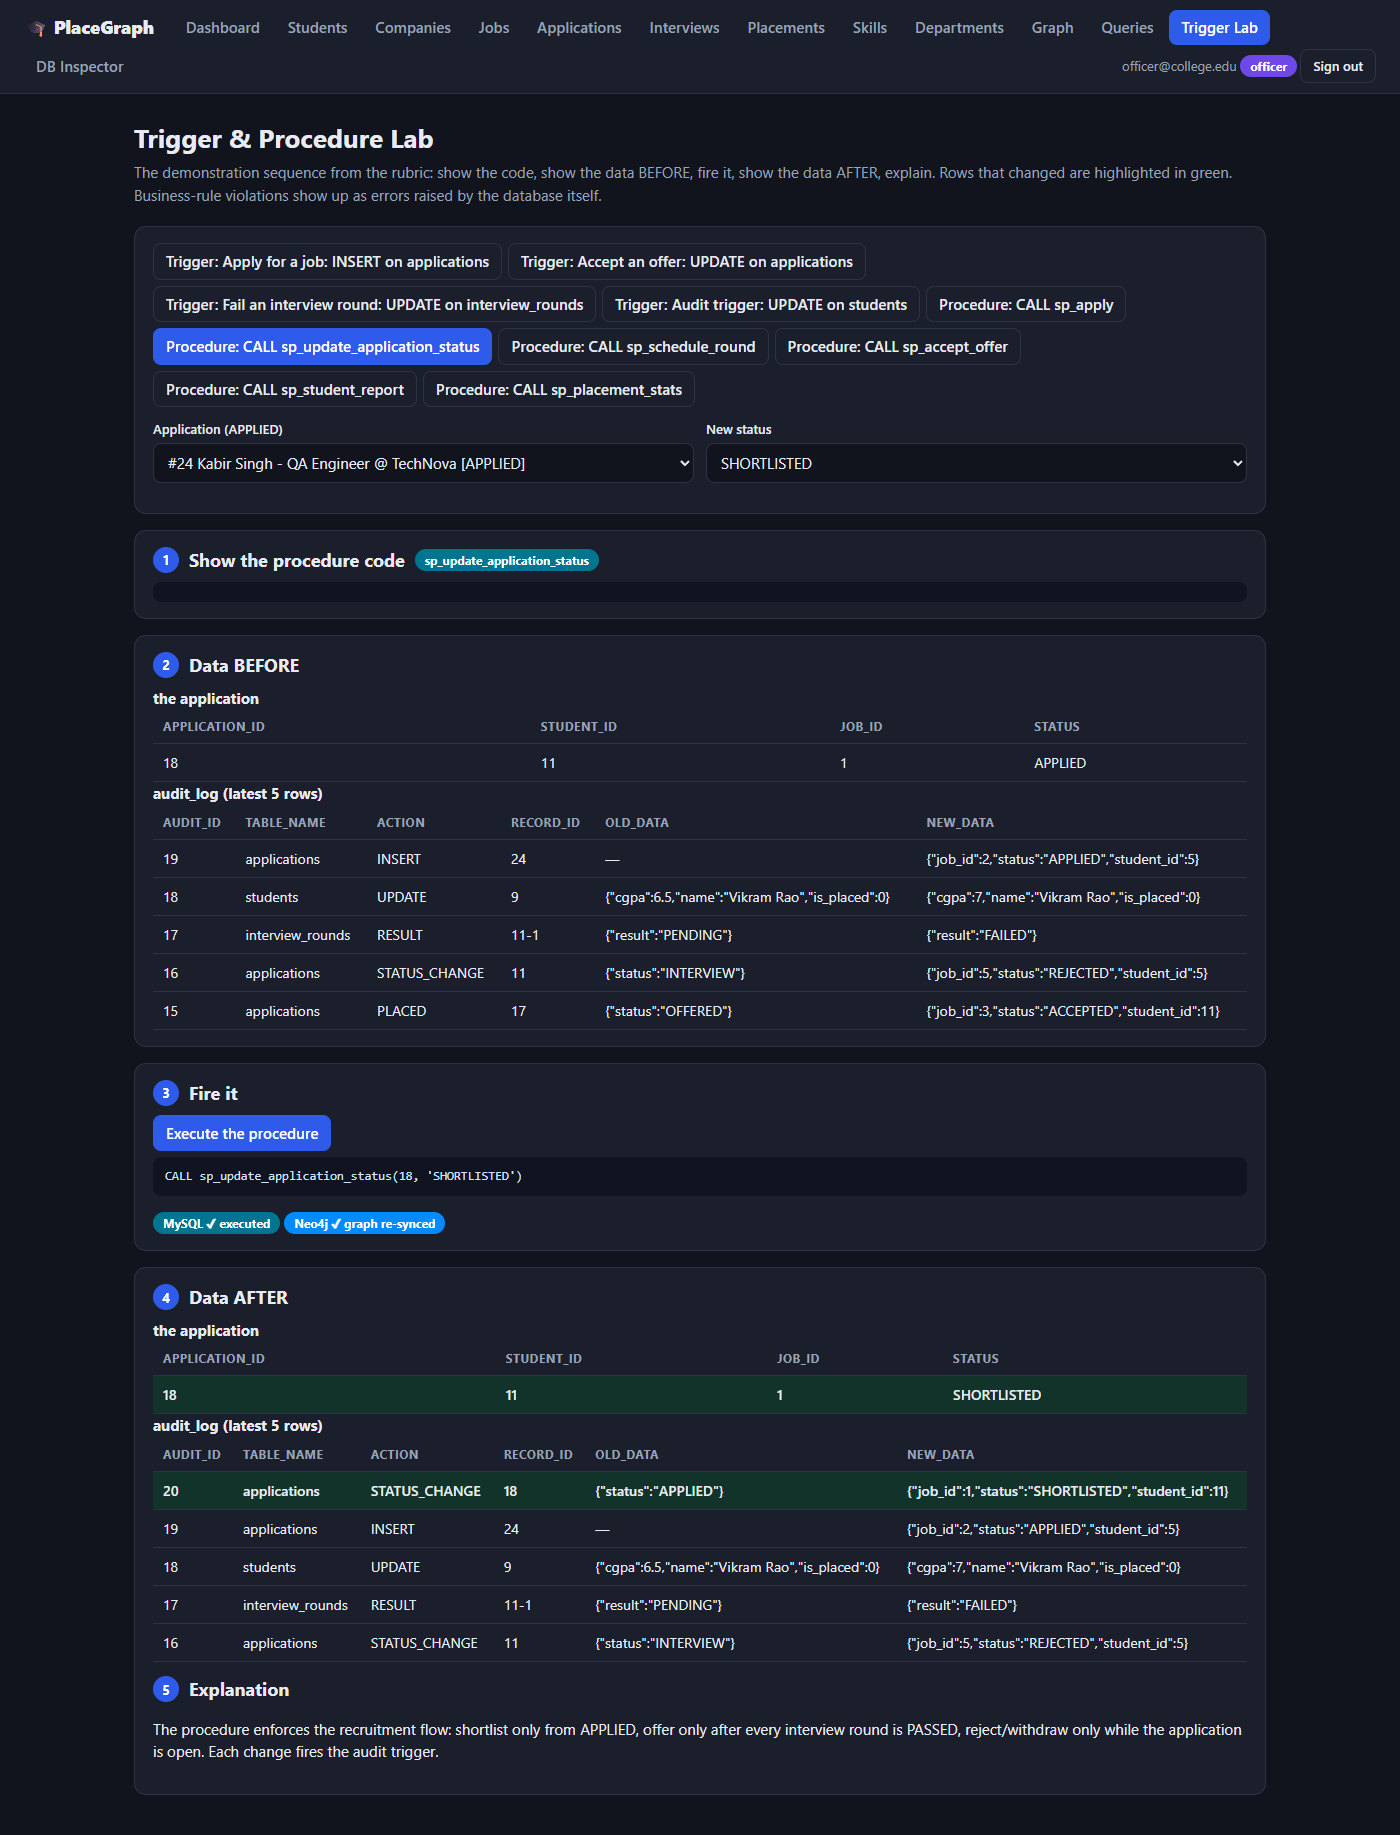 PlaceGraph Dashboard Students Companies Jobs Applications Interviews Placements Skills Departments Graph Queries Trigger Lab
DB Inspector officer@college.edu officer Sign out
Trigger & Procedure Lab
The demonstration sequence from the rubric: show the code, show the data BEFORE, fire it, show the data AFTER, explain. Rows that changed are highlighted in green.
Business-rule violations show up as errors raised by the database itself.
Trigger: Apply for a job: INSERT on applications Trigger: Accept an offer: UPDATE on applications
Trigger: Fail an interview round: UPDATE on interview_rounds Trigger: Audit trigger: UPDATE on students Procedure: CALL sp_apply
Procedure: CALL sp_update_application_status Procedure: CALL sp_schedule_round Procedure: CALL sp_accept_offer
Procedure: CALL sp_student_report Procedure: CALL sp_placement_stats
Application (APPLIED) New status
#24 Kabir Singh - QA Engineer @ TechNova [APPLIED] SHORTLISTED
1 Show the procedure code sp_update_application_status
2 Data BEFORE
the application
APPLICATION_ID STUDENT_ID JOB_ID STATUS
18 11 1 APPLIED
audit_log (latest 5 rows)
AUDIT_ID TABLE_NAME ACTION RECORD_ID OLD_DATA NEW_DATA
19 applications INSERT 24 — {"job_id":2,"status":"APPLIED","student_id":5}
18 students UPDATE 9 {"cgpa":6.5,"name":"Vikram Rao","is_placed":0} {"cgpa":7,"name":"Vikram Rao","is_placed":0}
17 interview_rounds RESULT 11-1 {"result":"PENDING"} {"result":"FAILED"}
16 applications STATUS_CHANGE 11 {"status":"INTERVIEW"} {"job_id":5,"status":"REJECTED","student_id":5}
15 applications PLACED 17 {"status":"OFFERED"} {"job_id":3,"status":"ACCEPTED","student_id":11}
3 Fire it
Execute the procedure
CALL sp_update_application_status(18, 'SHORTLISTED')
MySQL ✓ executed Neo4j ✓ graph re-synced
4 Data AFTER
the application
APPLICATION_ID STUDENT_ID JOB_ID STATUS
18 11 1 SHORTLISTED
audit_log (latest 5 rows)
AUDIT_ID TABLE_NAME ACTION RECORD_ID OLD_DATA NEW_DATA
20 applications STATUS_CHANGE 18 {"status":"APPLIED"} {"job_id":1,"status":"SHORTLISTED","student_id":11}
19 applications INSERT 24 — {"job_id":2,"status":"APPLIED","student_id":5}
18 students UPDATE 9 {"cgpa":6.5,"name":"Vikram Rao","is_placed":0} {"cgpa":7,"name":"Vikram Rao","is_placed":0}
17 interview_rounds RESULT 11-1 {"result":"PENDING"} {"result":"FAILED"}
16 applications STATUS_CHANGE 11 {"status":"INTERVIEW"} {"job_id":5,"status":"REJECTED","student_id":5}
5 Explanation
The procedure enforces the recruitment flow: shortlist only from APPLIED, offer only after every interview round is PASSED, reject/withdraw only while the application
is open. Each change fires the audit trigger.